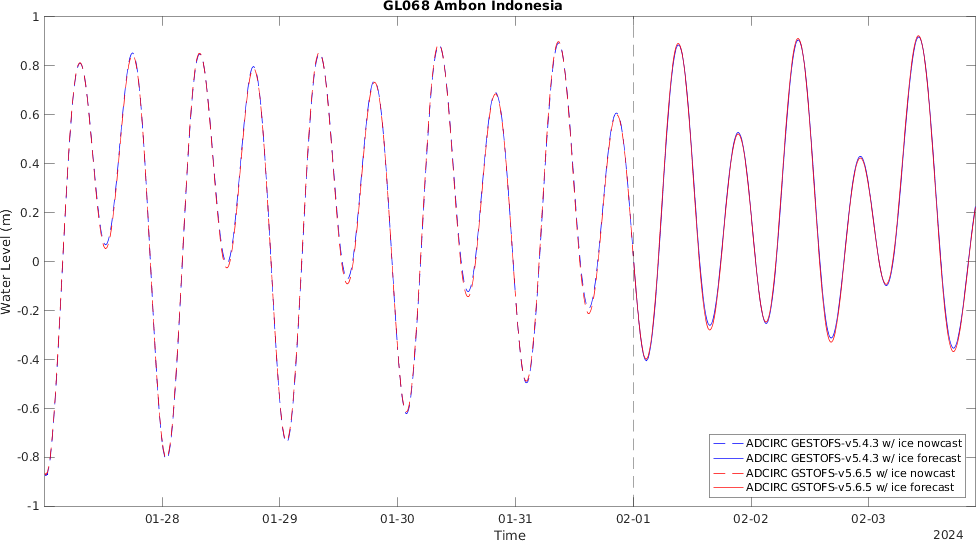 GL068 Ambon Indonesia
1
0.8
0.6
0.4
0.2
0
-0.2
-0.4
-0.6
-0.8
-1
Water Level (m)
ADCIRC GESTOFS-v5.4.3 w/ ice nowcast
ADCIRC GESTOFS-v5.4.3 w/ ice forecast
ADCIRC GSTOFS-v5.6.5 w/ ice nowcast
ADCIRC GSTOFS-v5.6.5 w/ ice forecast
01-28 01-29 01-30 01-31 02-01 02-02 02-03
Time
2024